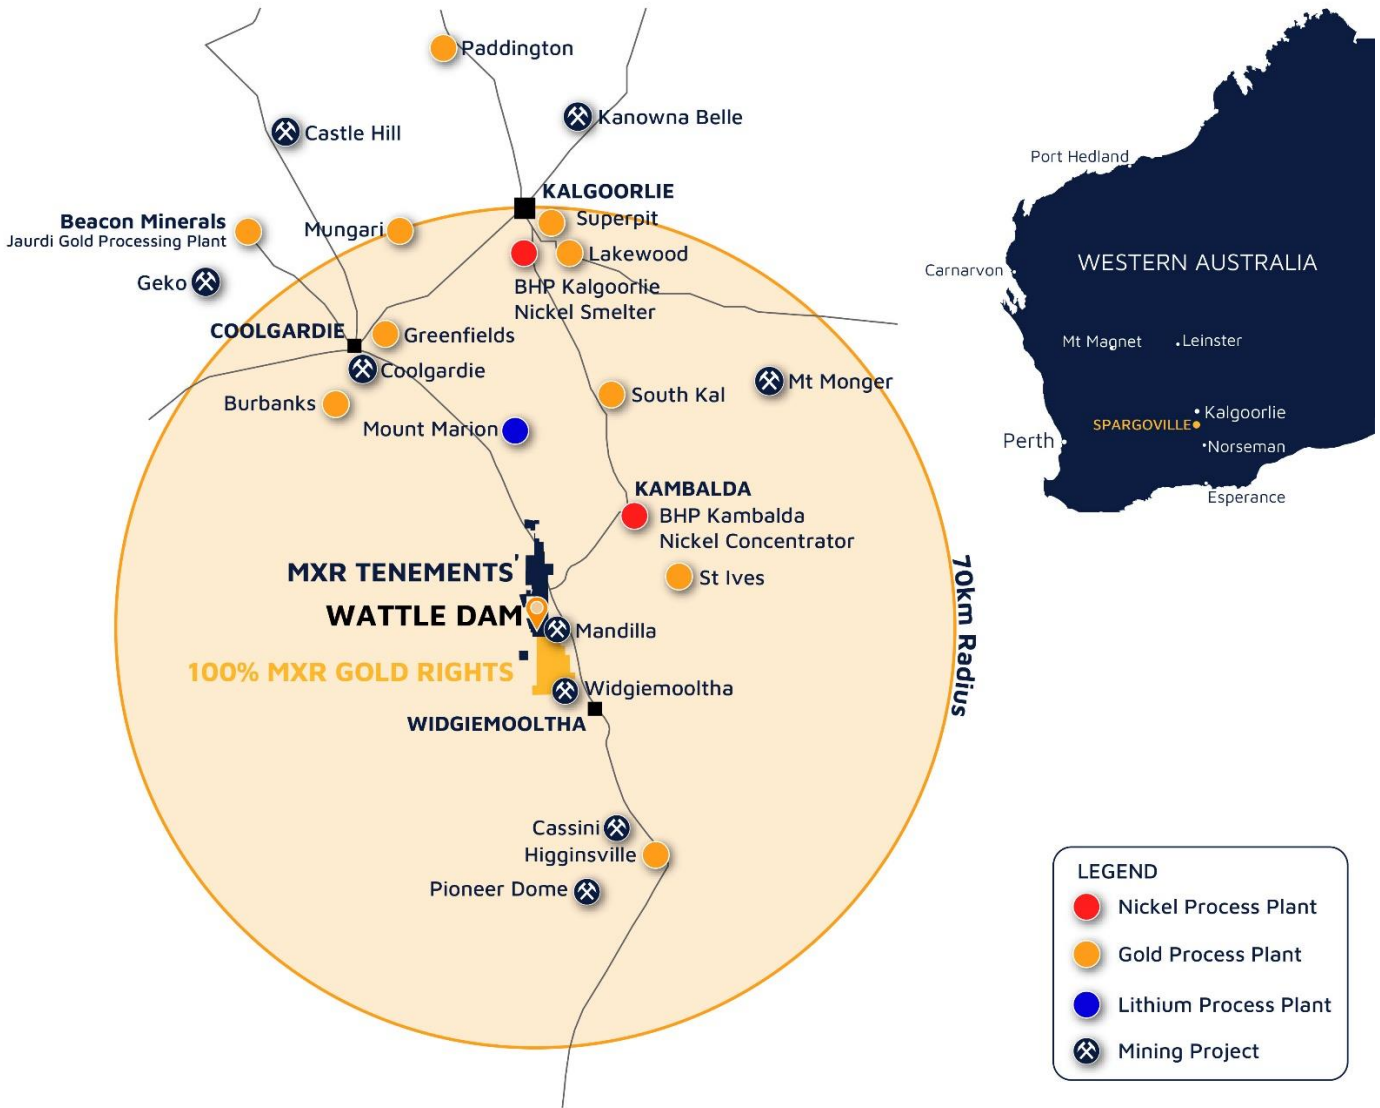 Paddington
Kanowna Belle
Castle Hill
KALGOORLIE
Superpit
Beacon Minerals
Jaurdi Gold Processing Plant
Mungari
Lakewood
Geko
BHP Kalgoorlie
Nickel Smelter
COOLGARDIE
Greenfields
Coolgardie
Burbanks
South Kal
Mt Monger
Mount Marion
KAMBALDA
BHP Kambalda
Nickel Concentrator
MXR TENEMENTS
St Ives
WATTLE DAM
Mandilla
100% MXR GOLD RIGHTS
Widgiemooltha
WIDGIEMOOLTHA
70km Radius
Cassini
Higginsville
Pioneer Dome
Port Hedland
WESTERN AUSTRALIA
Carnarvon
Mt Magnet
Leinster
Kalgoorlie
SPARGOVILLE
Perth
Norseman
Esperance
LEGEND
Nickel Process Plant
Gold Process Plant
Lithium Process Plant
Mining Project